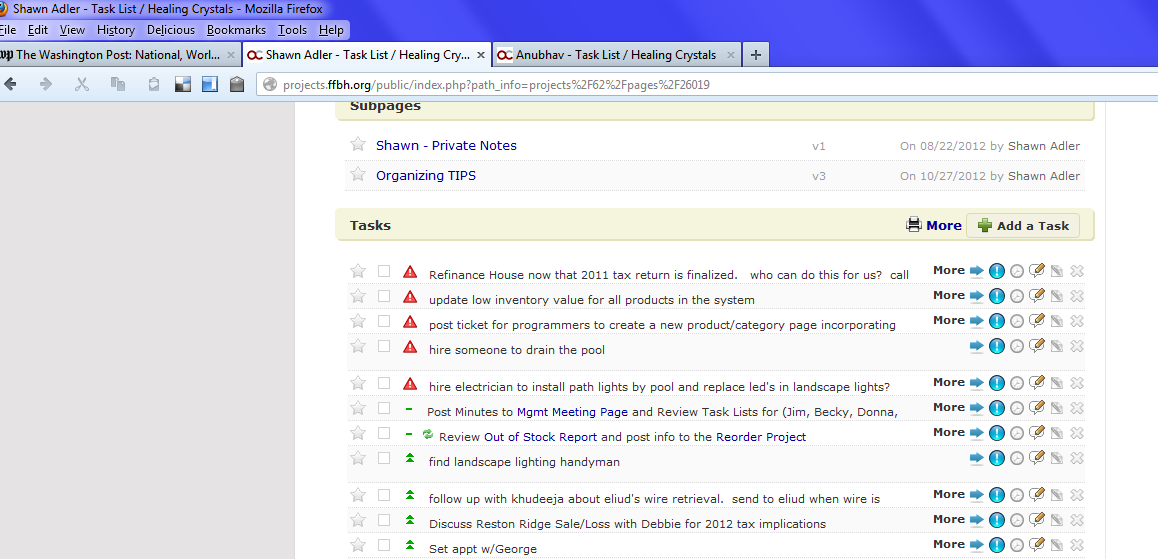 Shawn Adler - Task List / Healing Crystals - Mozilla Firefox
File Edit View History Delicious Bookmarks Tools Help
The Washington Post: National, Worl... × Shawn Adler - Task List / Healing Cry... × Anubhav - Task List / Healing Crystals × +
projects.ffbh.org/public/index.php?path_info=projects%2F62%2Fpages%2F26019
Subpages
Shawn - Private Notes v1 On 08/22/2012 by Shawn Adler
Organizing TIPS v3 On 10/27/2012 by Shawn Adler
Tasks More Add a Task
Refinance House now that 2011 tax return is finalized. who can do this for us? call More
update low inventory value for all products in the system More
post ticket for programmers to create a new product/category page incorporating More
hire someone to drain the pool
hire electrician to install path lights by pool and replace led's in landscape lights? More
Post Minutes to Mgmt Meeting Page and Review Task Lists for (Jim, Becky, Donna, More
Review Out of Stock Report and post info to the Reorder Project More
find landscape lighting handyman
follow up with khudeeja about eliud's wire retrieval. send to eliud when wire is More
Discuss Reston Ridge Sale/Loss with Debbie for 2012 tax implications More
Set appt w/George More